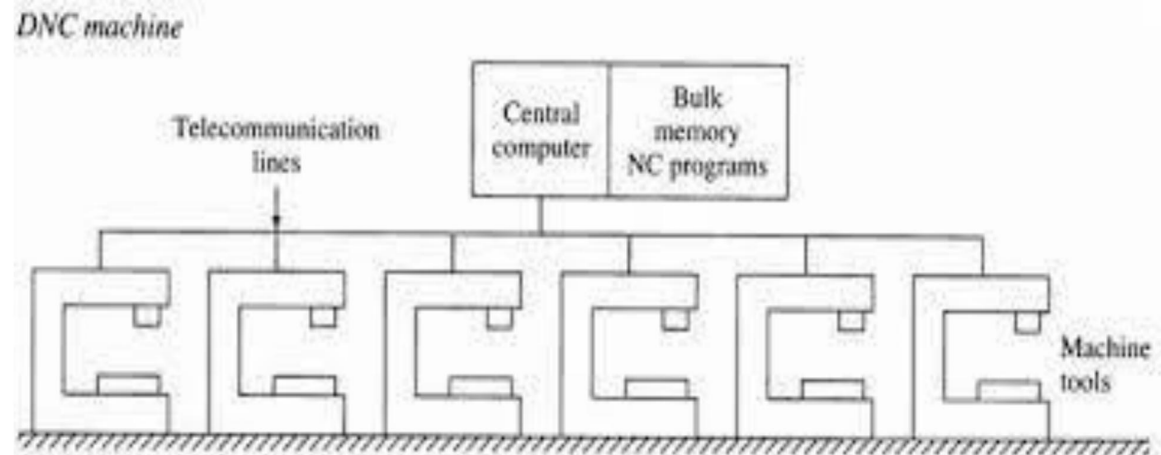 DNC machine
Telecommunication
lines
Central
computer
Bulk
memory
NC programs
Machine
tools